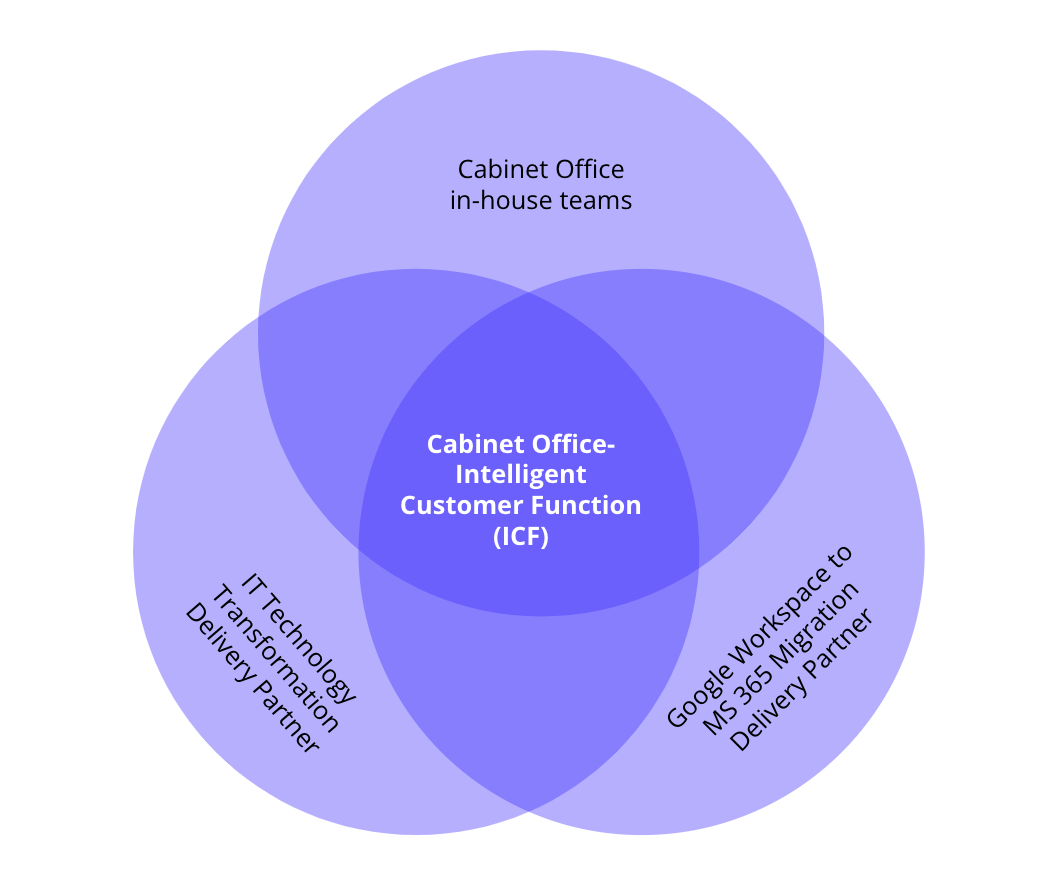 Cabinet Office
in-house teams
Cabinet Office-
Intelligent
Customer Function
(ICF)
IT Technology
Transformation
Delivery Partner
Google Workspace to
MS 365 Migration
Delivery Partner